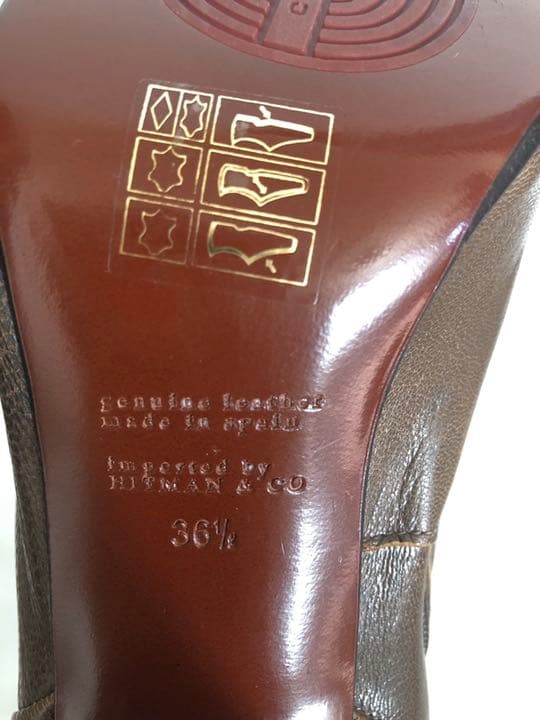 C
genuine leather
made in spain
imported by
HITMAN & CO
36½